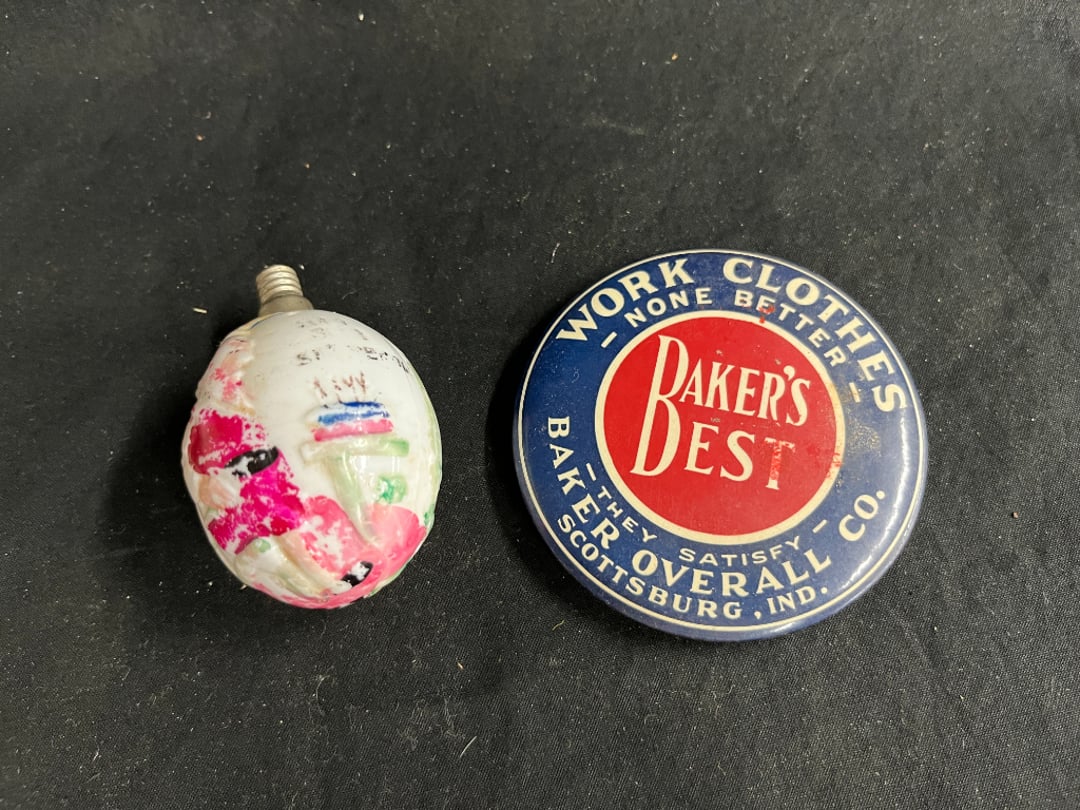 WORK CLOTHES
- NONE BETTER -
BAKER'S
BEST
- THEY SATISFY -
BAKER OVERALL CO.
SCOTTSBURG, IND.